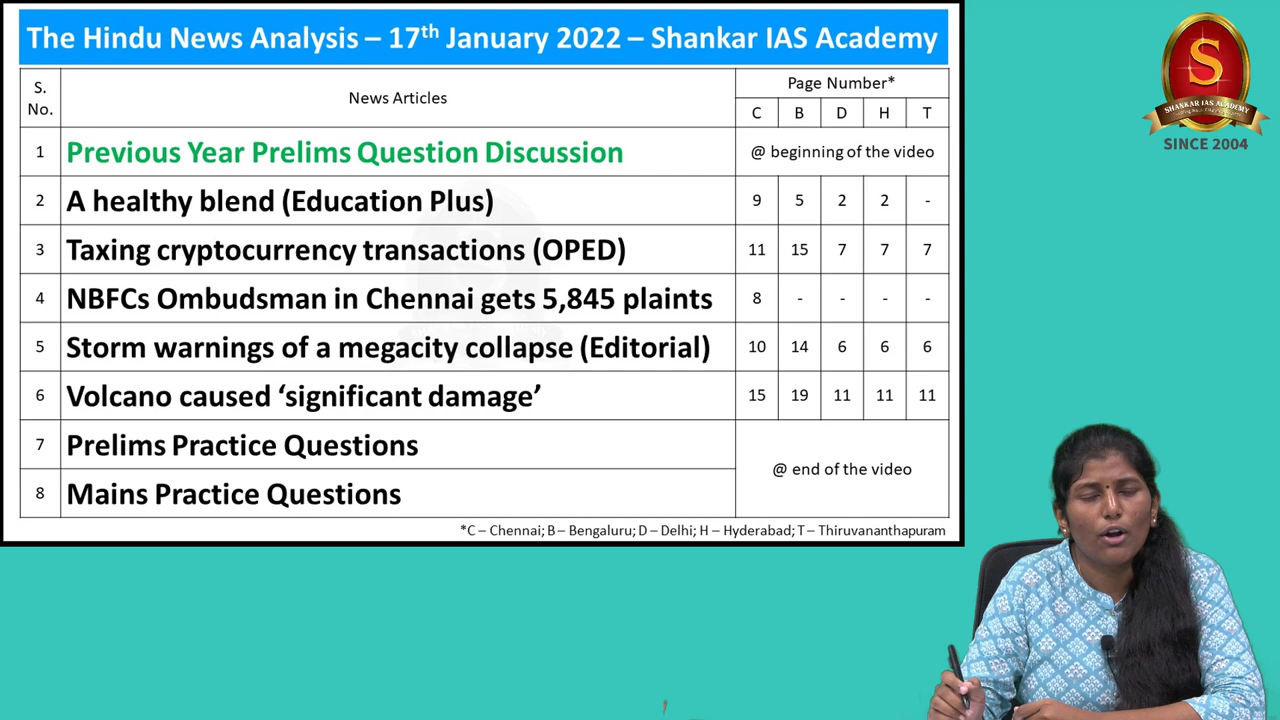 The Hindu News Analysis – 17th January 2022 – Shankar IAS Academy
S. No. News Articles Page Number*
C B D H T
1 Previous Year Prelims Question Discussion @ beginning of the video
2 A healthy blend (Education Plus) 9 5 2 2 -
3 Taxing cryptocurrency transactions (OPED) 11 15 7 7 7
4 NBFCs Ombudsman in Chennai gets 5,845 plaints 8 - - - -
5 Storm warnings of a megacity collapse (Editorial) 10 14 6 6 6
6 Volcano caused ‘significant damage’ 15 19 11 11 11
7 Prelims Practice Questions
@ end of the video
8 Mains Practice Questions
*C – Chennai; B – Bengaluru; D – Delhi; H – Hyderabad; T – Thiruvananthapuram
S
SHANKAR IAS ACADEMY
SINCE 2004